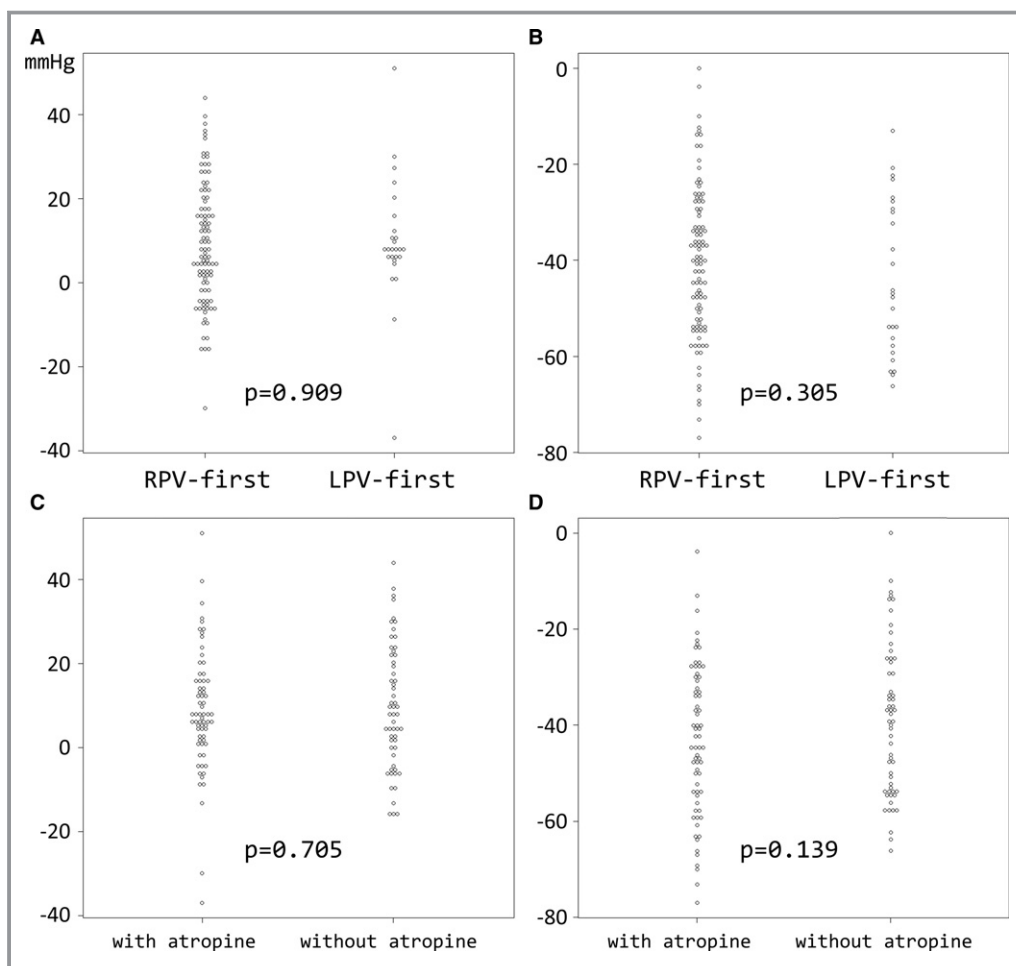 A
mmHg
40
20
0
-20
-40
p=0.909
RPV-first LPV-first
B
0
-20
-40
-60
-80
p=0.305
RPV-first LPV-first
C
40
20
0
-20
-40
p=0.705
with atropine without atropine
D
0
-20
-40
-60
-80
p=0.139
with atropine without atropine